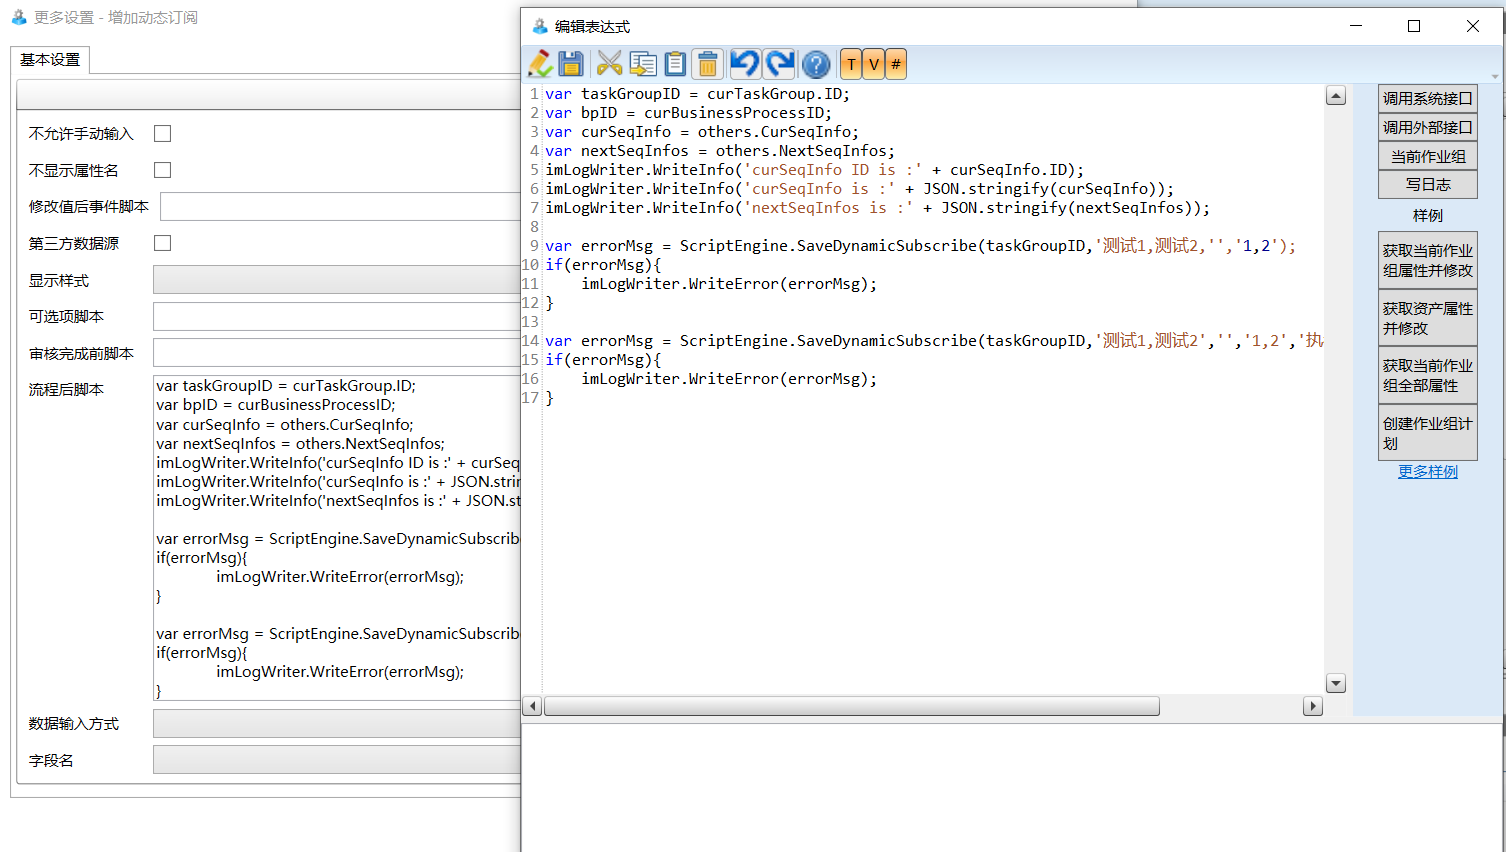 更多设置 - 增加动态订阅
基本设置
不允许手动输入
不显示属性名
修改值后事件脚本
第三方数据源
显示样式
可选项脚本
审核完成前脚本
流程后脚本
var taskGroupID = curTaskGroup.ID;
var bpID = curBusinessProcessID;
var curSeqInfo = others.CurSeqInfo;
var nextSeqInfos = others.NextSeqInfos;
imLogWriter.WriteInfo('curSeqInfo ID is :' + curSeq
imLogWriter.WriteInfo('curSeqInfo is :' + JSON.strin
imLogWriter.WriteInfo('nextSeqInfos is :' + JSON.st
var errorMsg = ScriptEngine.SaveDynamicSubscribe
if(errorMsg){
imLogWriter.WriteError(errorMsg);
}
var errorMsg = ScriptEngine.SaveDynamicSubscribe
if(errorMsg){
imLogWriter.WriteError(errorMsg);
}
数据输入方式
字段名
编辑表达式
T V #
1 var taskGroupID = curTaskGroup.ID;
2 var bpID = curBusinessProcessID;
3 var curSeqInfo = others.CurSeqInfo;
4 var nextSeqInfos = others.NextSeqInfos;
5 imLogWriter.WriteInfo('curSeqInfo ID is :' + curSeqInfo.ID);
6 imLogWriter.WriteInfo('curSeqInfo is :' + JSON.stringify(curSeqInfo));
7 imLogWriter.WriteInfo('nextSeqInfos is :' + JSON.stringify(nextSeqInfos));
8
9 var errorMsg = ScriptEngine.SaveDynamicSubscribe(taskGroupID,'测试1,测试2,'','1,2');
10 if(errorMsg){
11 imLogWriter.WriteError(errorMsg);
12 }
13
14 var errorMsg = ScriptEngine.SaveDynamicSubscribe(taskGroupID,'测试1,测试2','','1,2','执
15 if(errorMsg){
16 imLogWriter.WriteError(errorMsg);
17 }
调用系统接口
调用外部接口
当前作业组
写日志
样例
获取当前作业
组属性并修改
获取资产属性
并修改
获取当前作业
组全部属性
创建作业组计
划
更多样例